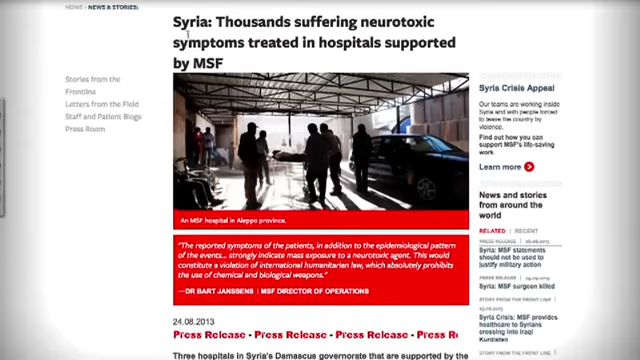 HOME › NEWS & STORIES:
Syria: Thousands suffering neurotoxic
symptoms treated in hospitals supported
by MSF
Stories from the
Frontline
Letters from the Field
Staff and Patient Blogs
Press Room
An MSF hospital in Aleppo province.
"The reported symptoms of the patients, in addition to the epidemiological pattern
of the events... strongly indicate mass exposure to a neurotoxic agent. This would
constitute a violation of international humanitarian law, which absolutely prohibits
the use of chemical and biological weapons."
—DR BART JANSSENS | MSF DIRECTOR OF OPERATIONS
24.08.2013
Press Release - Press Release - Press Release - Press R
Three hospitals in Syria's Damascus governorate that are supported by the
Syria Crisis Appeal
Our teams are working inside
Syria and with people forced
to leave the country by
violence.
Find out how you can
support MSF's life-saving
work.
Learn more
News and stories
from around the
world
RELATED | RECENT
PRESS RELEASE
Syria: MSF statements
should not be used to
justify military action
PRESS RELEASE
Syria: MSF surgeon killed
STORY FROM THE FRONT LINE
Syria Crisis: MSF provides
healthcare to Syrians
crossing into Iraqi
Kurdistan
STORY FROM THE FRONT LINE